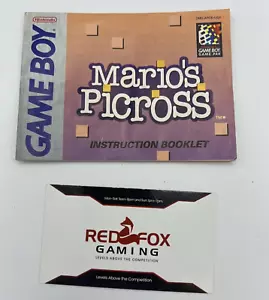 Nintendo
GAME BOY
GAME BOY
GAME PAK
Mario's
PICROSS
INSTRUCTION BOOKLET
RED FOX
GAMING
LEVELS ABOVE THE COMPETITION
Levels Above the Competition